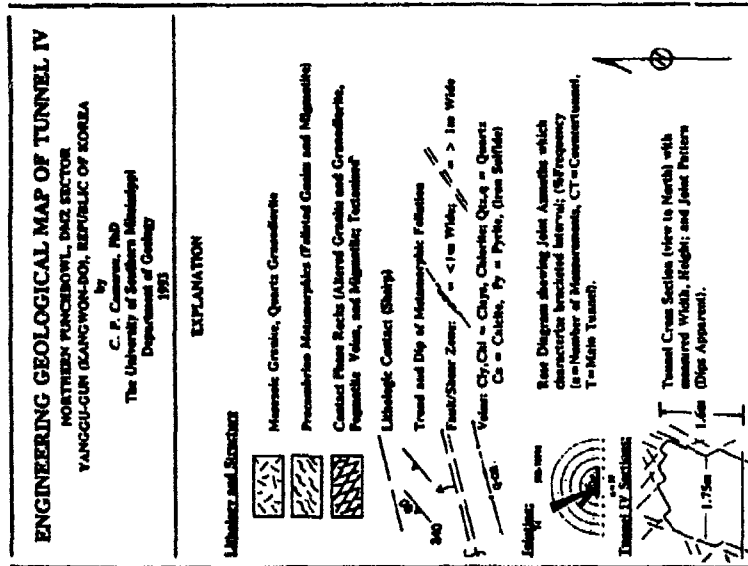 ENGINEERING GEOLOGICAL MAP OF TUNNEL IV
NORTHERN PUNCHBOWL, DMZ SECTOR
YANGGU-GUN (KANGWON-DO), REPUBLIC OF KOREA
by
C. P. Cameron, PhD
The University of Southern Mississippi
Department of Geology
1993
EXPLANATION
Lithology and Structure
Mesozoic Granite, Quartz Granodiorite
Precambrian Metamorphics (Foliated Gneiss and Migmatite)
Contact Phase Rocks (Altered Granite and Granodiorite,
Pegmatite Veins, and Migmatite; Tectonized)
Lithologic Contact (Sharp)
Trend and Dip of Metamorphic Foliation
240
Fault/Shear Zone: = <1m Wide; = > 1m Wide
Veins: Cly,Chl = Clays, Chlorite; Qtz,q = Quartz
Ca = Calcite, Py = Pyrite, (Iron Sulfide)
Jointing:
Rose Diagram showing Joint Azimuths which
characterize bracketed interval; (%Frequency
(n=Number of Measurements, CT=Countertunnel,
T=Main Tunnel).
Tunnel IV Sections:
Tunnel Cross Section (view to North) with
measured Width, Height; and Joint Pattern
(Dips Apparent).
1.75m
1.6m
N